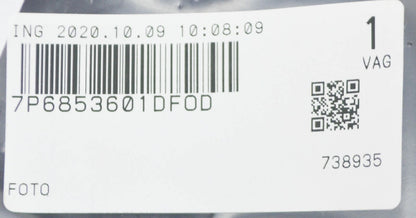 ING 2020.10.09 10:08:09
1
VAG
7P6853601DFOD
738935
FOTO